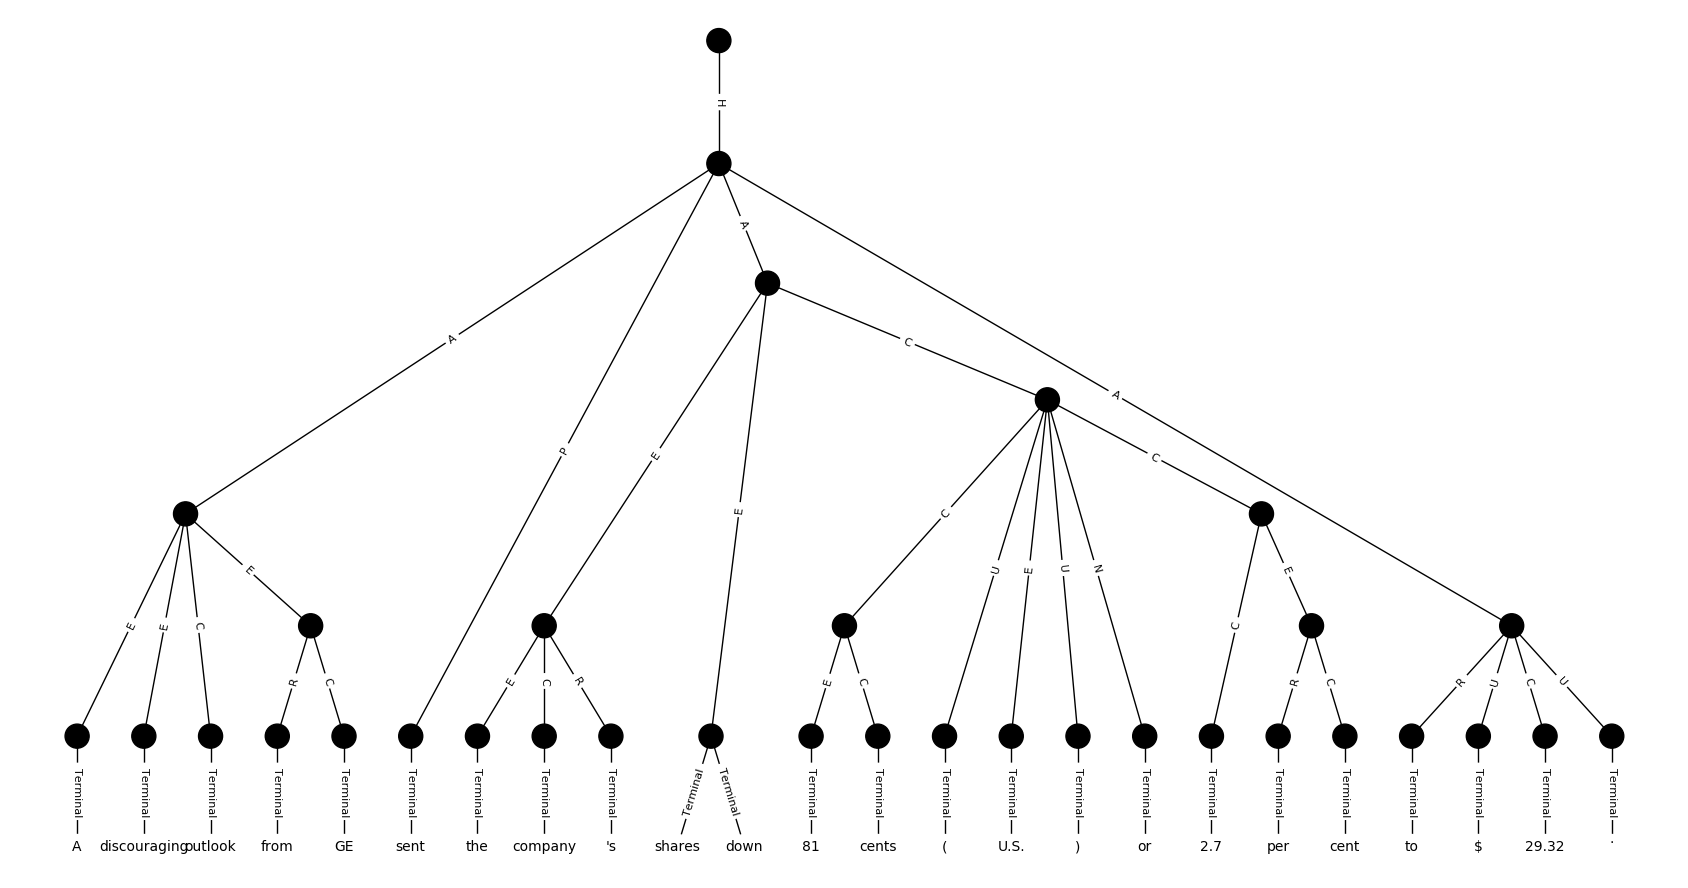 H
A
A
C
A
P
E
C
E
C
U
E
U
N
E
E
E
C
C
E
R
C
E
C
R
E
C
R
C
R
U
C
U
Terminal Terminal Terminal Terminal Terminal Terminal Terminal Terminal Terminal Terminal Terminal Terminal Terminal Terminal Terminal Terminal Terminal Terminal Terminal Terminal Terminal Terminal Terminal Terminal
A discouraging outlook from GE sent the company 's shares down 81 cents ( U.S. ) or 2.7 per cent to $ 29.32 .